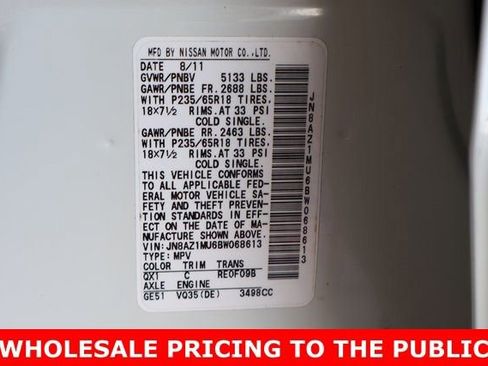 MFD BY NISSAN MOTOR CO.,LTD.
DATE 8/11
GVWR/PNBV 5133 LBS.
GAWR/PNBE FR. 2688 LBS.
WITH P235/65R18 TIRES,
18X7½ RIMS.AT 33 PSI
COLD SINGLE.
GAWR/PNBE RR. 2463 LBS.
WITH P235/65R18 TIRES,
18X7½ RIMS.AT 33 PSI
COLD SINGLE.
THIS VEHICLE CONFORMS
TO ALL APPLICABLE FED-
ERAL MOTOR VEHICLE SA-
FETY AND THEFT PREVEN-
TION STANDARDS IN EFFECT
ON THE DATE OF MA-
NUFACTURE SHOWN ABOVE.
VIN: JN8AZ1MU6BW068613
TYPE: MPV
COLOR TRIM TRANS
QX1 C RE0F09B
AXLE ENGINE
GE51 VQ35(DE) 3498CC
JN8AZ1MU6BW068613
WHOLESALE PRICING TO THE PUBLIC